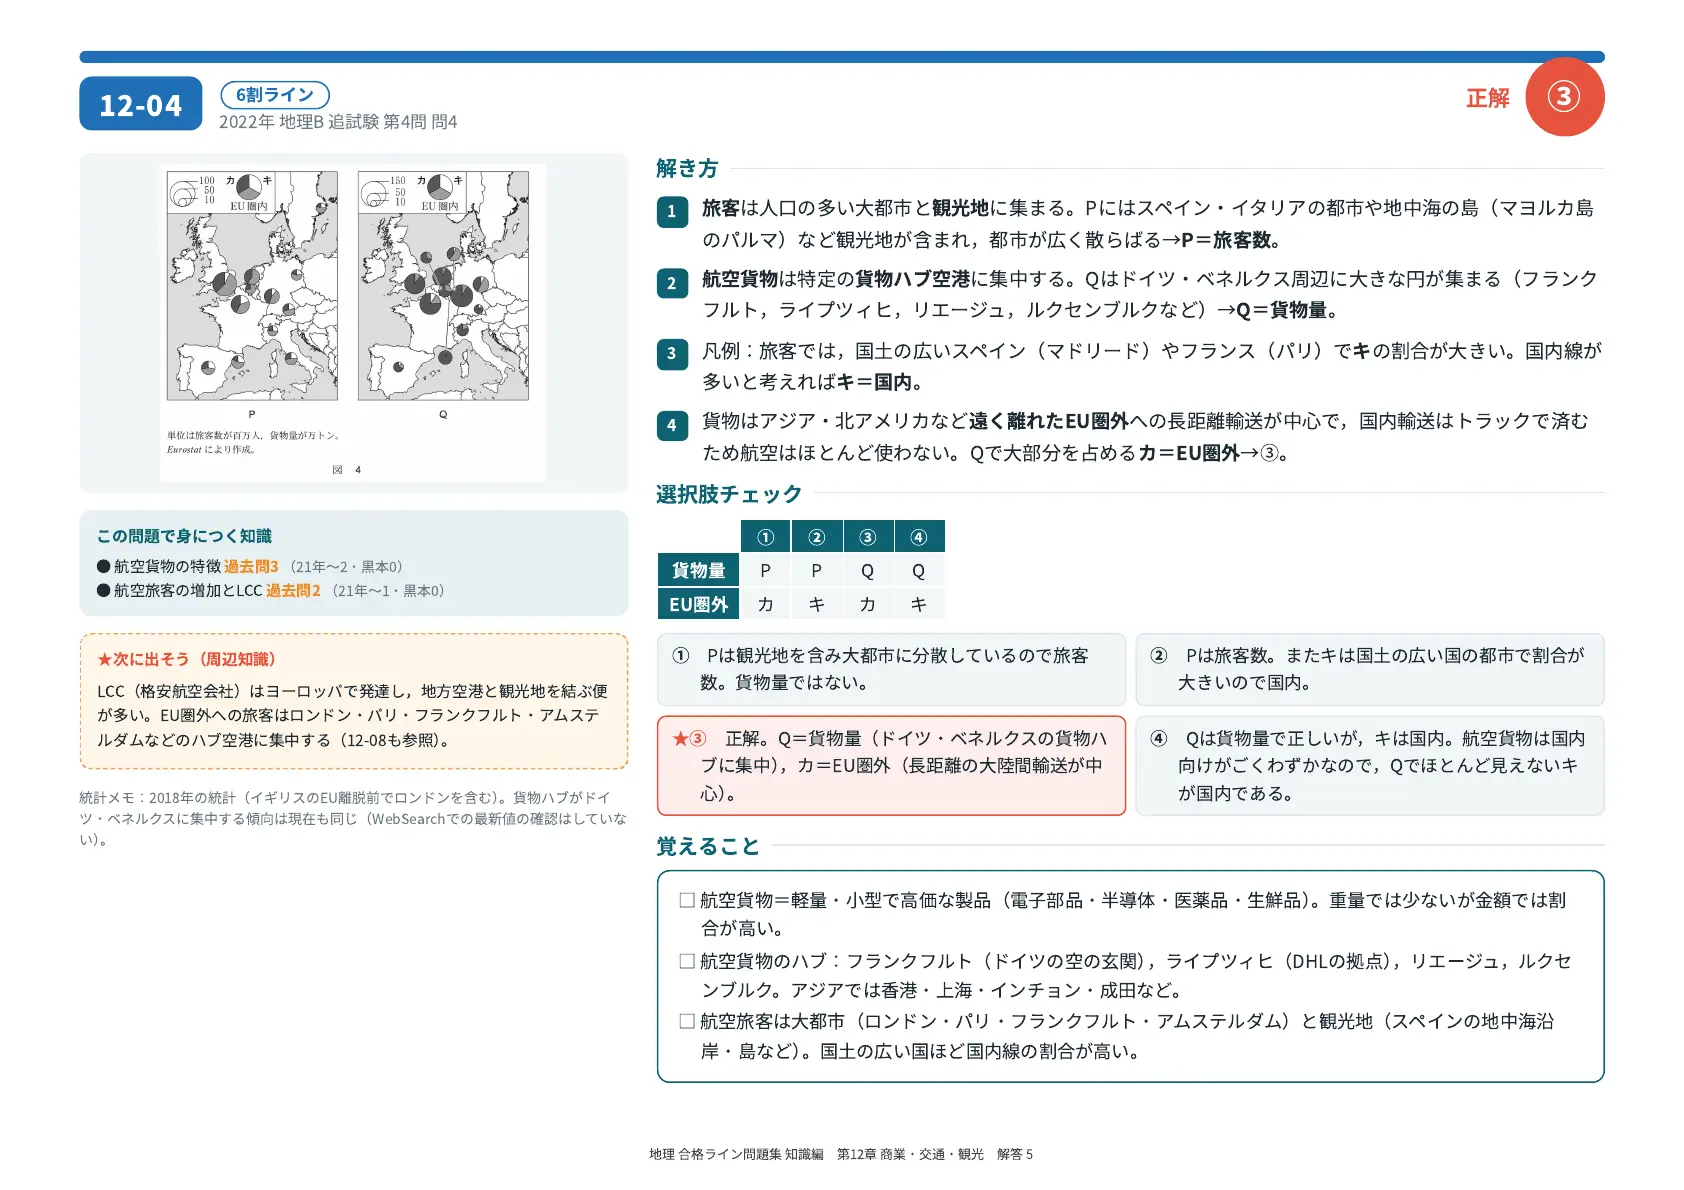 12-04
6割ライン
2022年 地理B 追試験 第4問 問4
正解 ③
100
50
10
カ キ
EU圏内
150
50
10
カ キ
EU圏内
P
Q
単位は旅客数が百万人，貨物量が万トン。
Eurostat により作成。
図 4
この問題で身につく知識
● 航空貨物の特徴 過去問3 （21年〜2・黒本0）
● 航空旅客の増加とLCC 過去問2 （21年〜1・黒本0）
★次に出そう（周辺知識）
LCC（格安航空会社）はヨーロッパで発達し，地方空港と観光地を結ぶ便
が多い。EU圏外への旅客はロンドン・パリ・フランクフルト・アムステ
ルダムなどのハブ空港に集中する（12-08も参照）。
統計メモ：2018年の統計（イギリスのEU離脱前でロンドンを含む）。貨物ハブがドイ
ツ・ベネルクスに集中する傾向は現在も同じ（WebSearchでの最新値の確認はしていな
い）。
解き方
1 旅客は人口の多い大都市と観光地に集まる。Pにはスペイン・イタリアの都市や地中海の島（マヨルカ島
のパルマ）など観光地が含まれ，都市が広く散らばる→P＝旅客数。
2 航空貨物は特定の貨物ハブ空港に集中する。Qはドイツ・ベネルクス周辺に大きな円が集まる（フランク
フルト，ライプツィヒ，リエージュ，ルクセンブルクなど）→Q＝貨物量。
3 凡例：旅客では，国土の広いスペイン（マドリード）やフランス（パリ）でキの割合が大きい。国内線が
多いと考えればキ＝国内。
4 貨物はアジア・北アメリカなど遠く離れたEU圏外への長距離輸送が中心で，国内輸送はトラックで済む
ため航空はほとんど使わない。Qで大部分を占めるカ＝EU圏外→③。
選択肢チェック
① ② ③ ④
貨物量 P P Q Q
EU圏外 カ キ カ キ
① Pは観光地を含み大都市に分散しているので旅客
数。貨物量ではない。
② Pは旅客数。またキは国土の広い国の都市で割合が
大きいので国内。
★③ 正解。Q＝貨物量（ドイツ・ベネルクスの貨物ハ
ブに集中），カ＝EU圏外（長距離の大陸間輸送が中
心）。
④ Qは貨物量で正しいが，キは国内。航空貨物は国内
向けがごくわずかなので，Qでほとんど見えないキ
が国内である。
覚えること
□ 航空貨物＝軽量・小型で高価な製品（電子部品・半導体・医薬品・生鮮品）。重量では少ないが金額では割
合が高い。
□ 航空貨物のハブ：フランクフルト（ドイツの空の玄関），ライプツィヒ（DHLの拠点），リエージュ，ルクセ
ンブルク。アジアでは香港・上海・インチョン・成田など。
□ 航空旅客は大都市（ロンドン・パリ・フランクフルト・アムステルダム）と観光地（スペインの地中海沿
岸・島など）。国土の広い国ほど国内線の割合が高い。
地理 合格ライン問題集 知識編 第12章 商業・交通・観光 解答 5